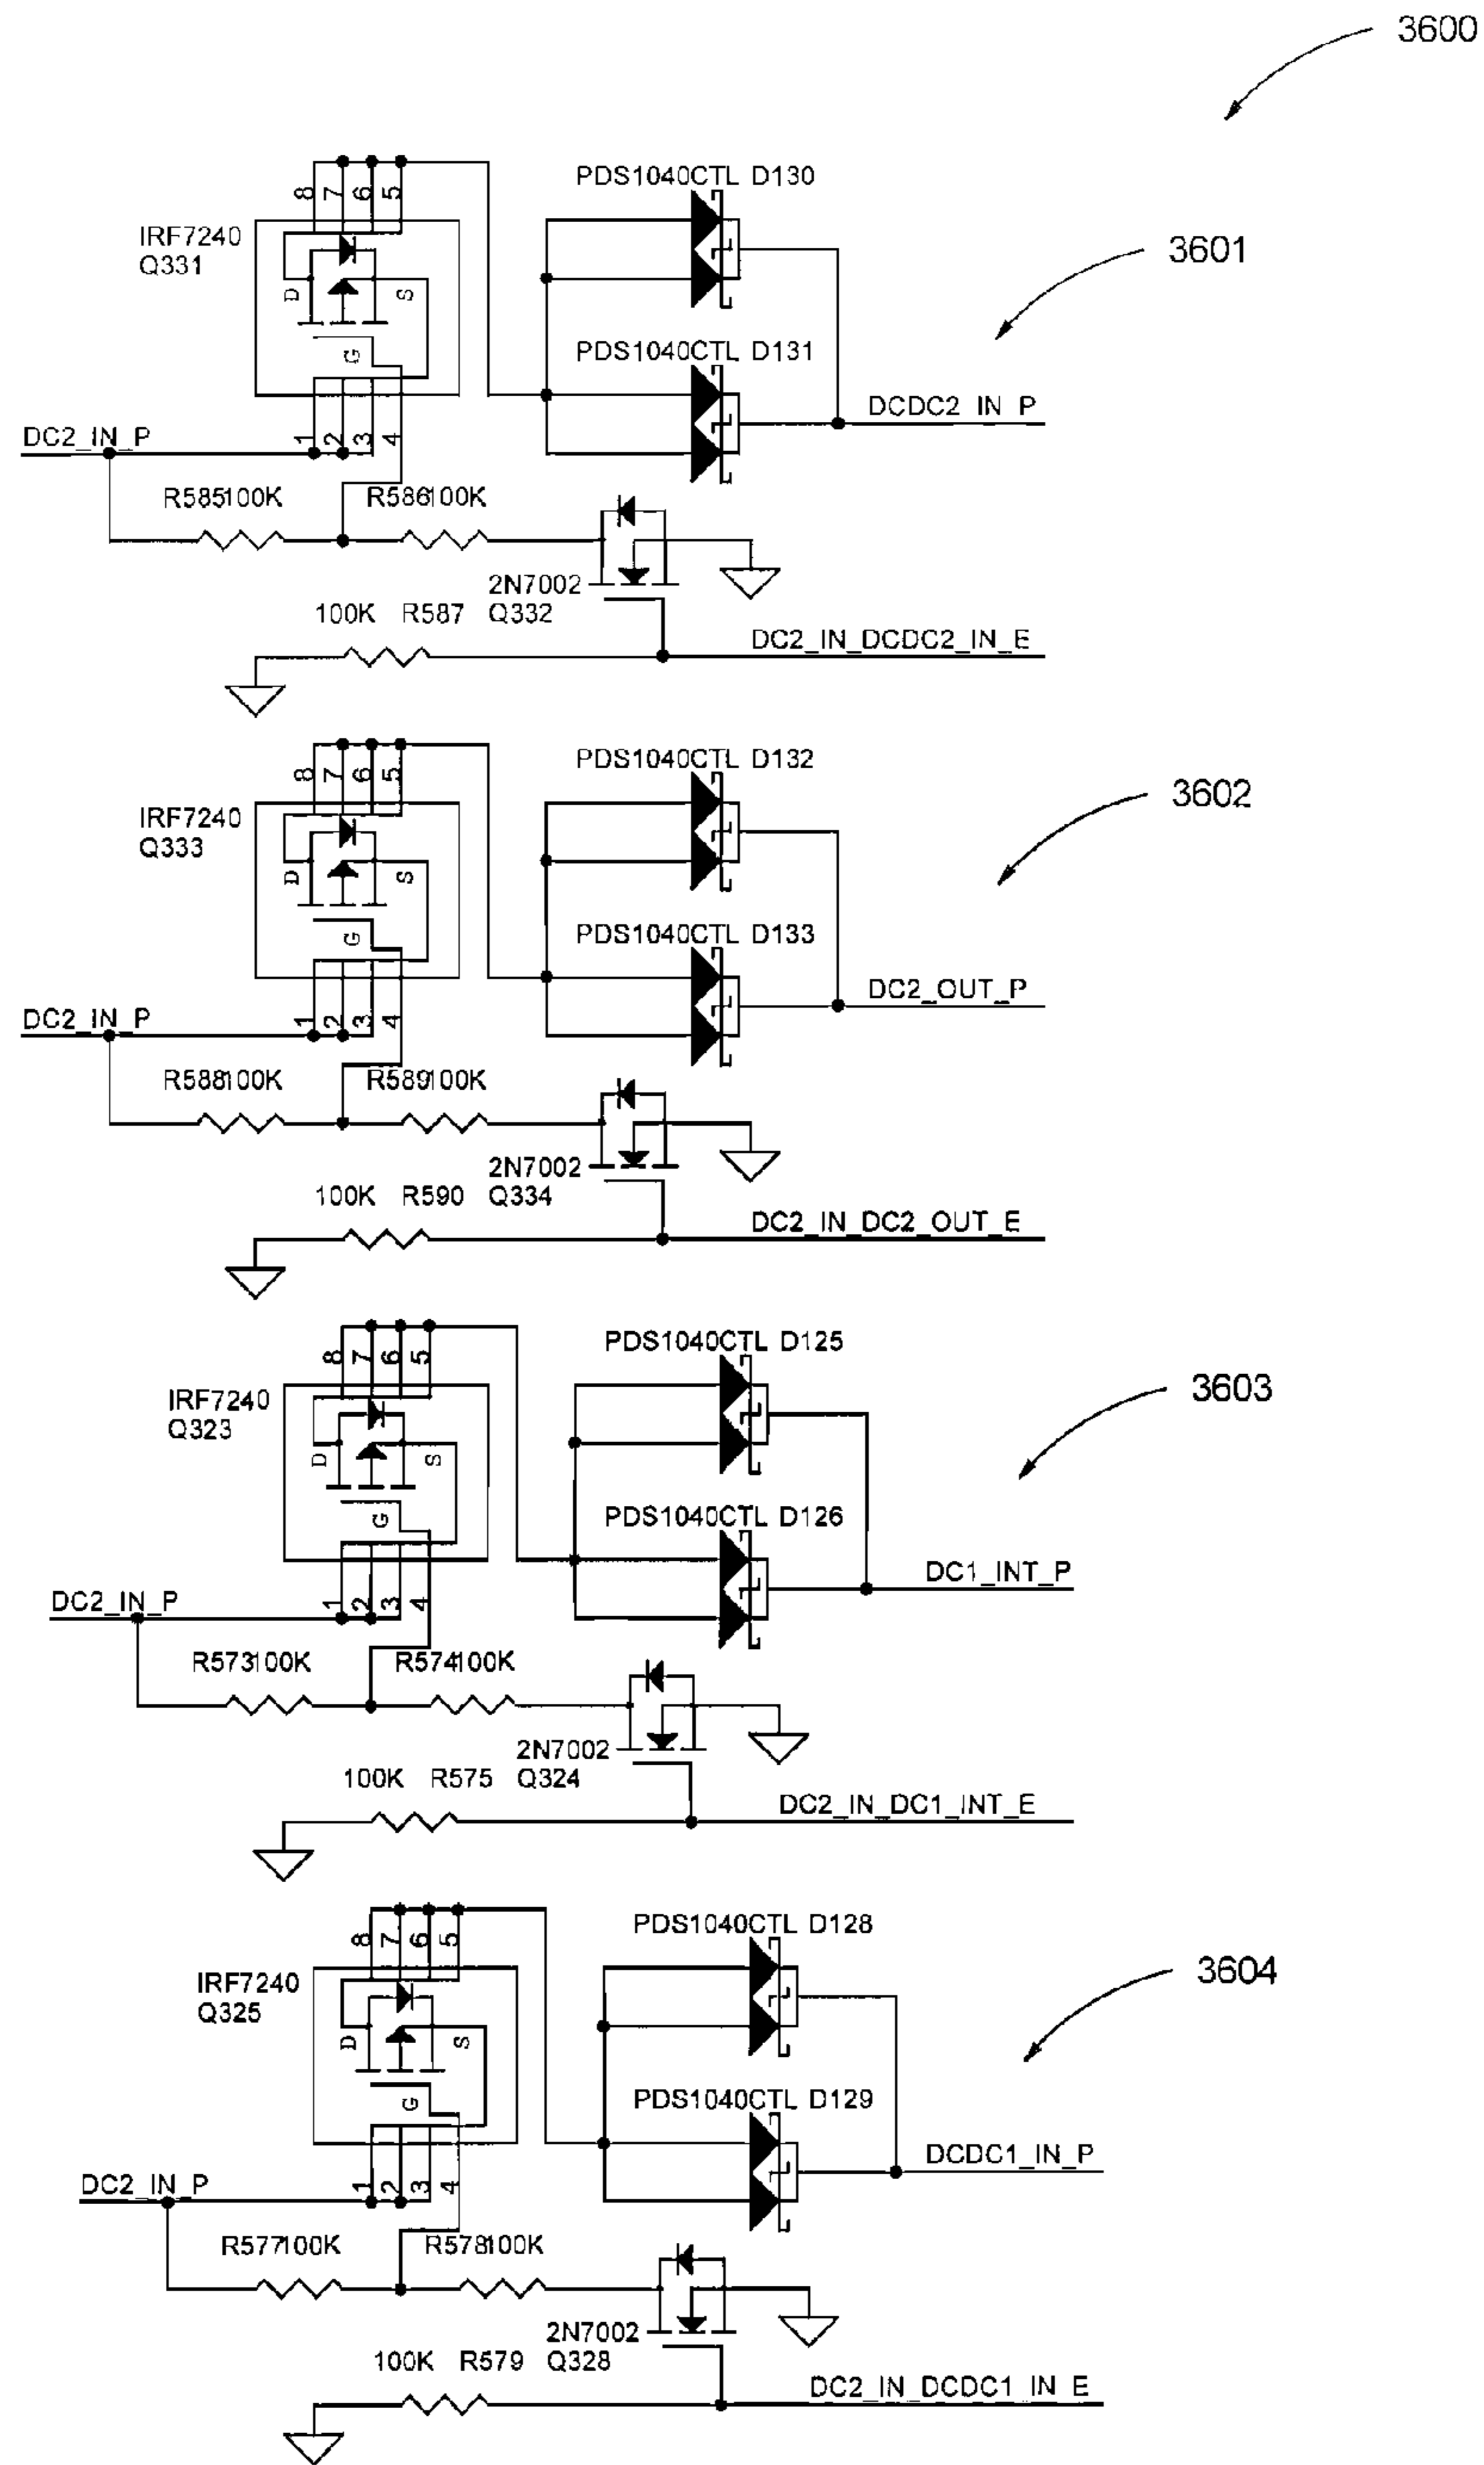 3600
PDS1040CTL D130
8 7 6 5
IRF7240
Q331
3601
D S
G
PDS1040CTL D131
DCDC2_IN_P
DC2_IN_P
1 2 3 4
R585100K R586100K
2N7002
100K R587 Q332
DC2_IN_DCDC2_IN_E
PDS1040CTL D132
8 7 6 5
IRF7240
Q333
3602
D S
G
PDS1040CTL D133
DC2_OUT_P
DC2_IN_P
1 2 3 4
R588100K R589100K
2N7002
100K R590 Q334
DC2_IN_DC2_OUT_E
PDS1040CTL D125
8 7 6 5
IRF7240
Q323
3603
D S
G
PDS1040CTL D126
DC1_INT_P
DC2_IN_P
1 2 3 4
R573100K R574100K
2N7002
100K R575 Q324
DC2_IN_DC1_INT_E
PDS1040CTL D128
8 7 6 5
IRF7240
Q325
3604
D S
G
PDS1040CTL D129
DCDC1_IN_P
DC2_IN_P
1 2 3 4
R577100K R578100K
2N7002
100K R579 Q328
DC2_IN_DCDC1_IN_E